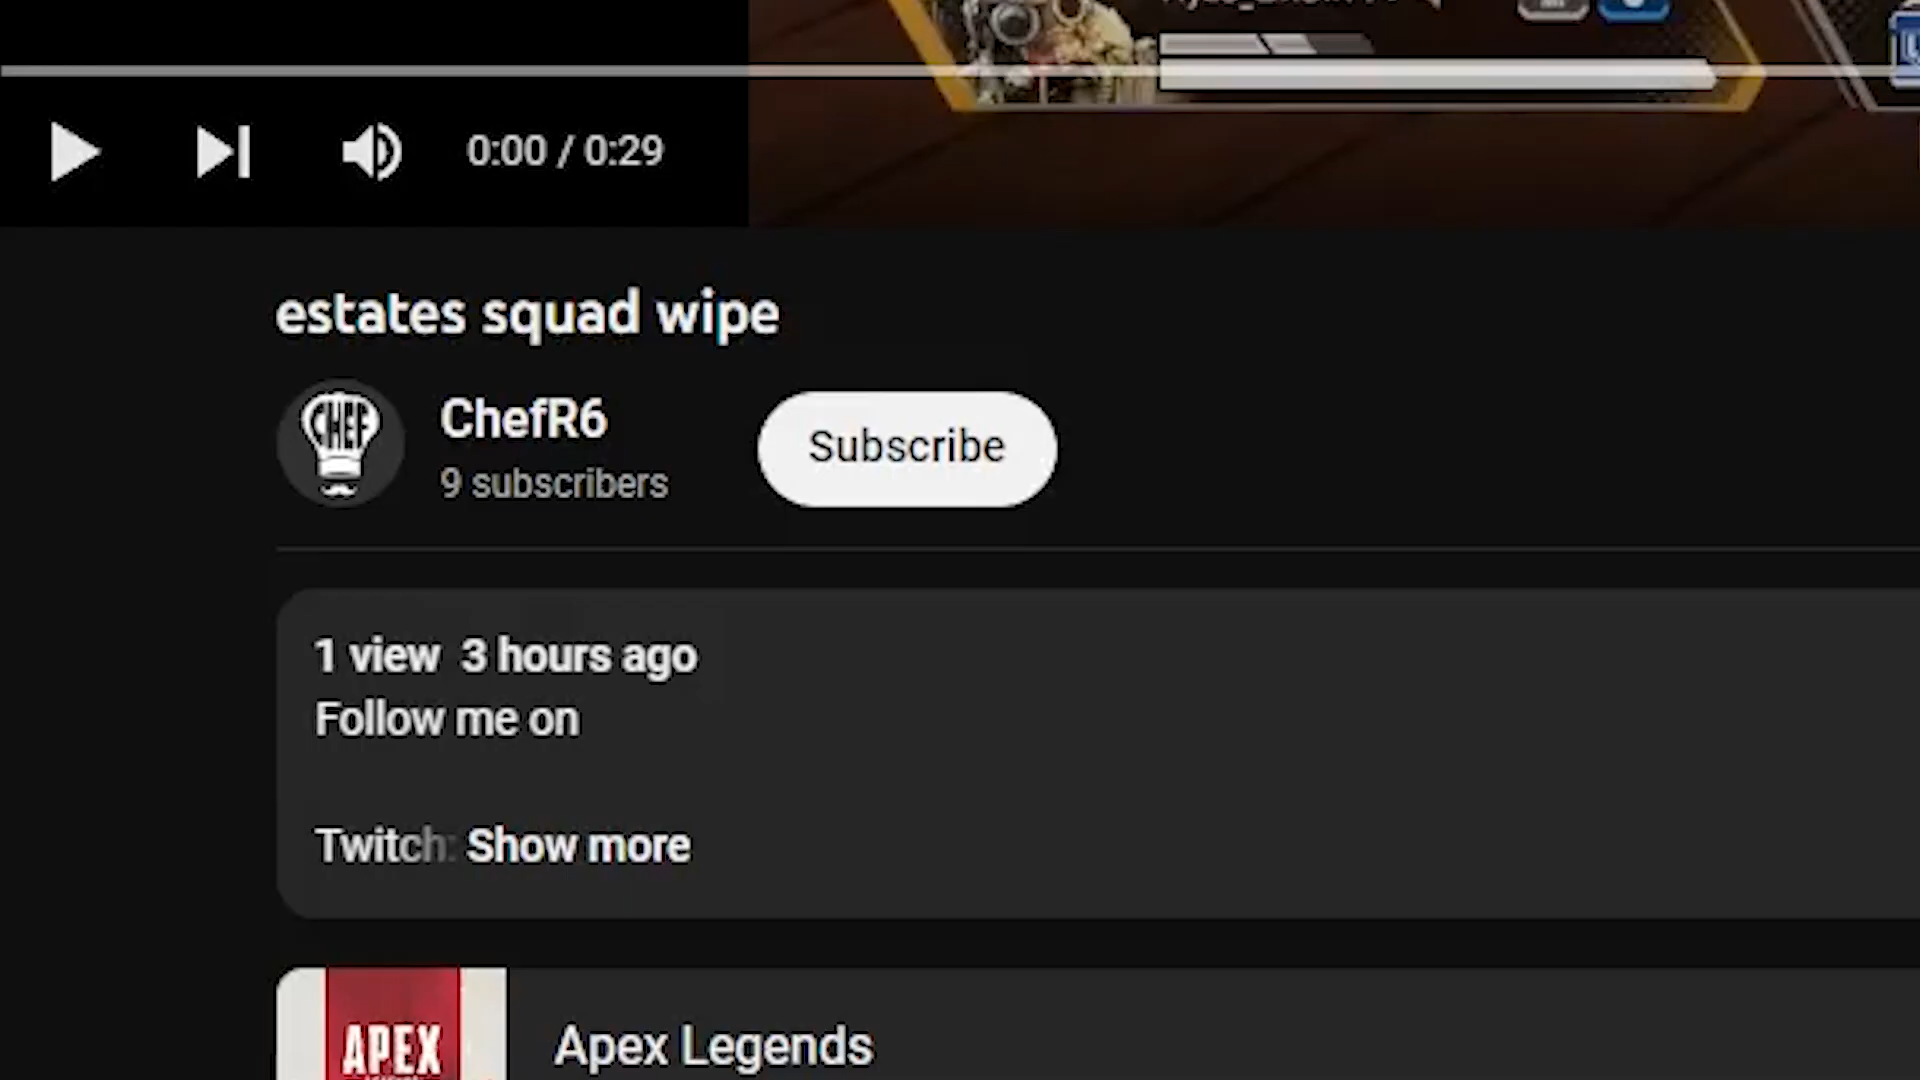 0:00 / 0:29
estates squad wipe
CHEF
ChefR6
9 subscribers
Subscribe
1 view 3 hours ago
Follow me on
Twitch: Show more
APEX
Apex Legends